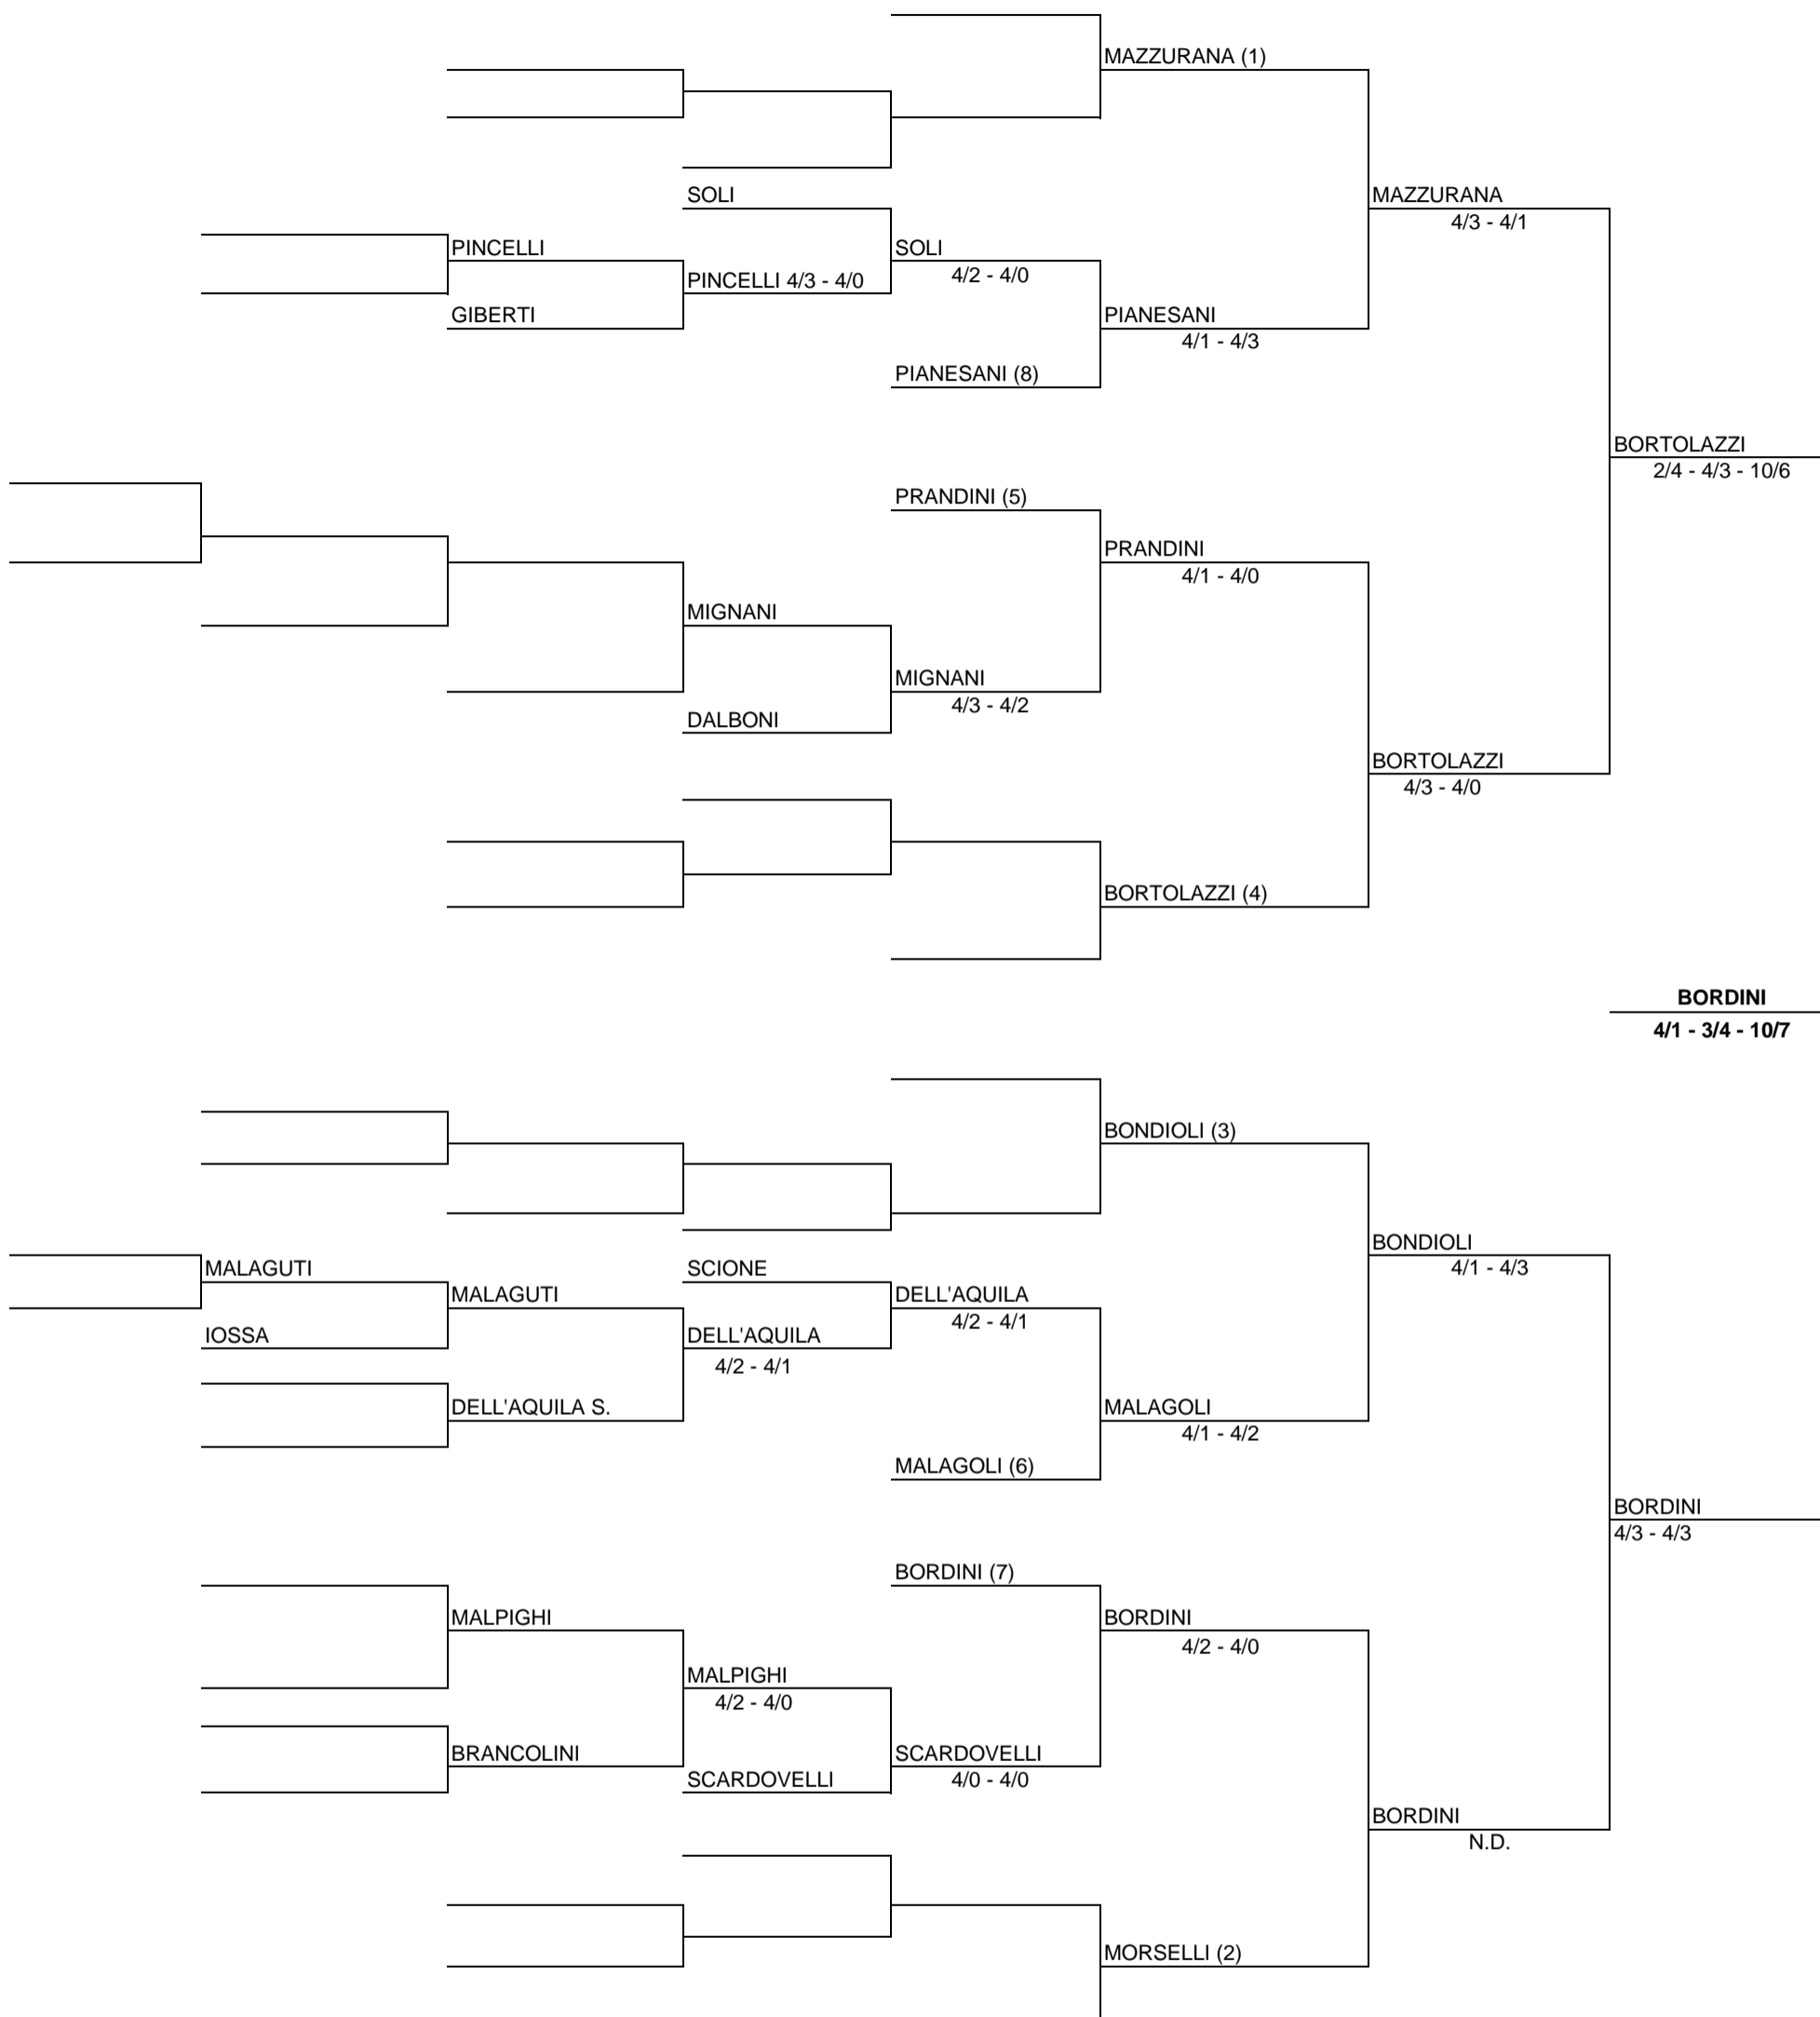 MAZZURANA (1)
SOLI
MAZZURANA
4/3 - 4/1
PINCELLI
SOLI
PINCELLI 4/3 - 4/0
4/2 - 4/0
GIBERTI
PIANESANI
4/1 - 4/3
PIANESANI (8)
BORTOLAZZI
2/4 - 4/3 - 10/6
PRANDINI (5)
PRANDINI
4/1 - 4/0
MIGNANI
MIGNANI
4/3 - 4/2
DALBONI
BORTOLAZZI
4/3 - 4/0
BORTOLAZZI (4)
BORDINI
4/1 - 3/4 - 10/7
BONDIOLI (3)
BONDIOLI
4/1 - 4/3
MALAGUTI
SCIONE
MALAGUTI
DELL'AQUILA
4/2 - 4/1
IOSSA
DELL'AQUILA
4/2 - 4/1
DELL'AQUILA S.
MALAGOLI
4/1 - 4/2
MALAGOLI (6)
BORDINI
4/3 - 4/3
BORDINI (7)
MALPIGHI
BORDINI
4/2 - 4/0
MALPIGHI
4/2 - 4/0
BRANCOLINI
SCARDOVELLI
SCARDOVELLI
4/0 - 4/0
BORDINI
N.D.
MORSELLI (2)